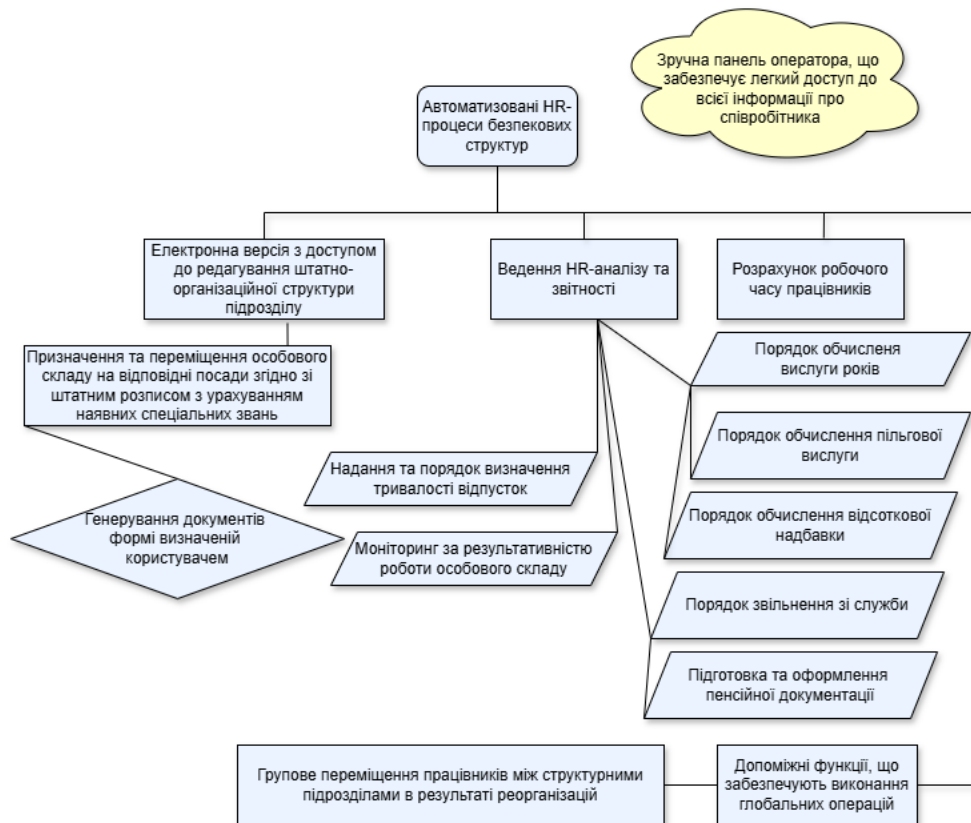 Зручна панель оператора, що
забезпечує легкий доступ до
всієї інформації про
співробітника
Автоматизовані HR-
процеси безпекових
структур
Електронна версія з доступом
до редагування штатно-
організаційної структури
підрозділу
Ведення HR-аналізу та
звітності
Розрахунок робочого
часу працівників
Призначення та переміщення особового
складу на відповідні посади згідно зі
штатним розписом з урахуванням
наявних спеціальних звань
Порядок обчисленя
вислуги років
Порядок обчислення пільгової
вислуги
Надання та порядок визначення
тривалості відпусток
Генерування документів
формі визначеній
користувачем
Порядок обчислення відсоткової
надбавки
Моніторинг за результативністю
роботи особового складу
Порядок звільнення зі служби
Підготовка та оформлення
пенсійної документації
Групове переміщення працівників між структурними
підрозділами в результаті реорганізацій
Допоміжні функції, що
забезпечують виконання
глобальних операцій